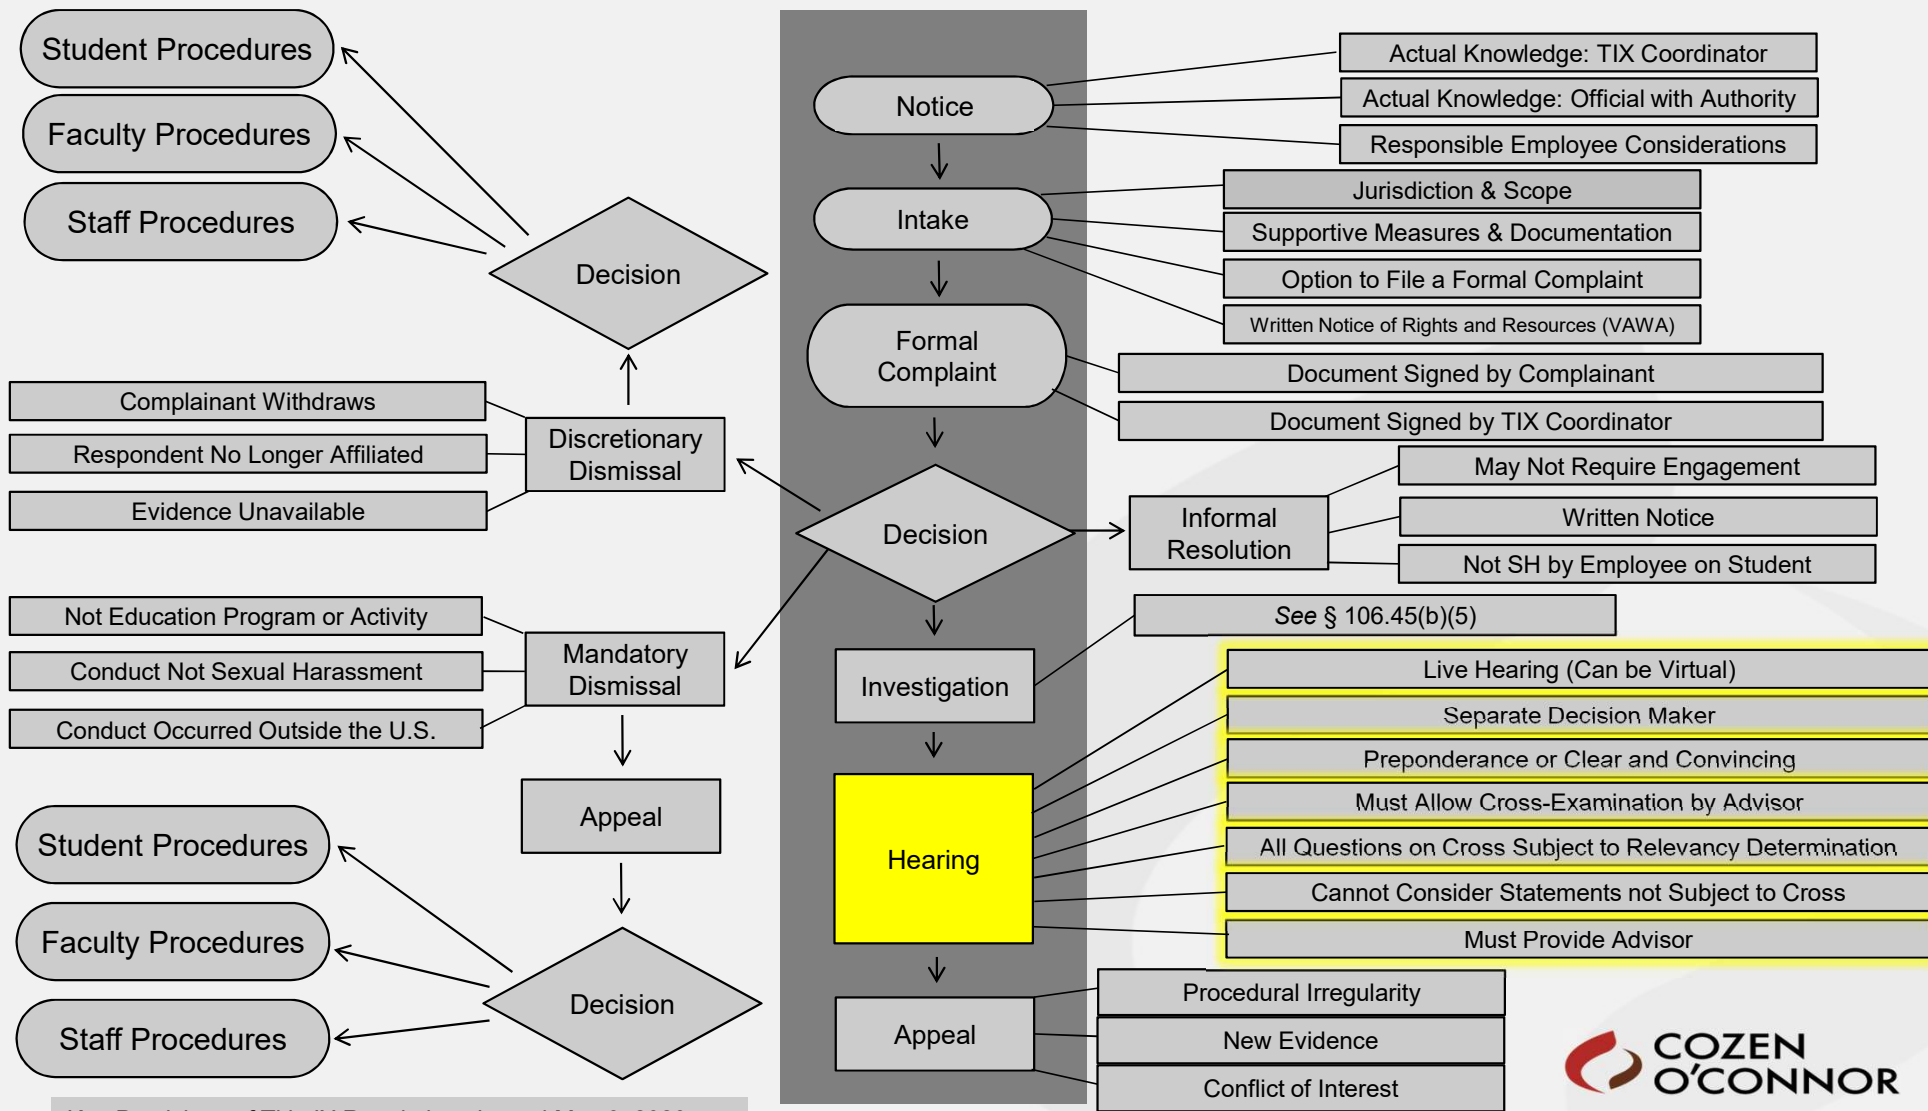 Student Procedures
Faculty Procedures
Staff Procedures
Decision
Complainant Withdraws
Respondent No Longer Affiliated
Evidence Unavailable
Discretionary
Dismissal
Not Education Program or Activity
Conduct Not Sexual Harassment
Conduct Occurred Outside the U.S.
Mandatory
Dismissal
Appeal
Student Procedures
Faculty Procedures
Staff Procedures
Decision
Notice
Actual Knowledge: TIX Coordinator
Actual Knowledge: Official with Authority
Responsible Employee Considerations
Intake
Jurisdiction & Scope
Supportive Measures & Documentation
Option to File a Formal Complaint
Written Notice of Rights and Resources (VAWA)
Formal
Complaint
Document Signed by Complainant
Document Signed by TIX Coordinator
Decision
Informal
Resolution
May Not Require Engagement
Written Notice
Not SH by Employee on Student
Investigation
See § 106.45(b)(5)
Hearing
Live Hearing (Can be Virtual)
Separate Decision Maker
Preponderance or Clear and Convincing
Must Allow Cross-Examination by Advisor
All Questions on Cross Subject to Relevancy Determination
Cannot Consider Statements not Subject to Cross
Must Provide Advisor
Appeal
Procedural Irregularity
New Evidence
Conflict of Interest
COZEN
O'CONNOR